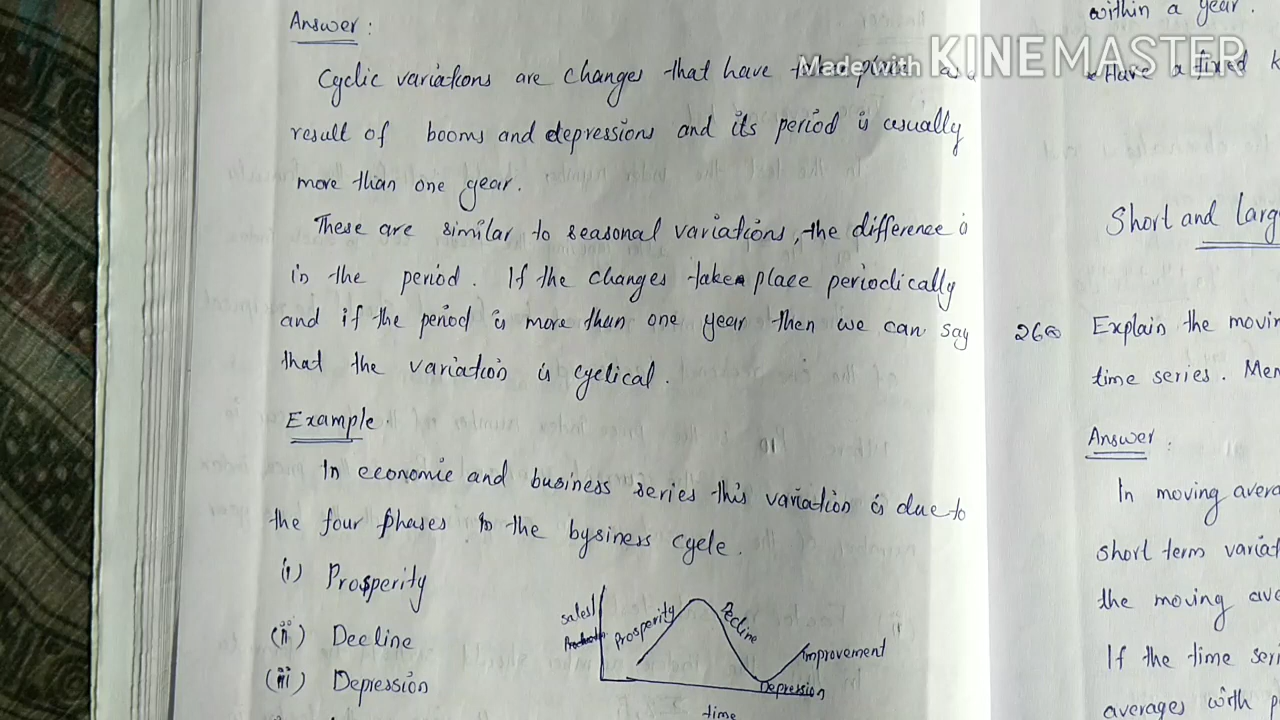 Answer :
Cyclic variations are changes that have taken place as a
result of booms and depressions and its period is usually
more than one year.
These are similar to seasonal variations, the difference is
in the period. If the changes take place periodically
and if the period is more than one year then we can say
that the variation is cyclical.
Example
In economic and business series this variation is due to
the four phases in the bysiness cycle.
(i) Prosperity
(ii) Decline
(iii) Depression
sales/
Prosperity
Decline
Improvement
Depression
time
within a year.
Have a fixed
Made with KINEMASTER
Short and Larg
26
Explain the movin
time series. Men
Answer :
In moving avera
short term variat
the moving ave
If the time seri
averages with p